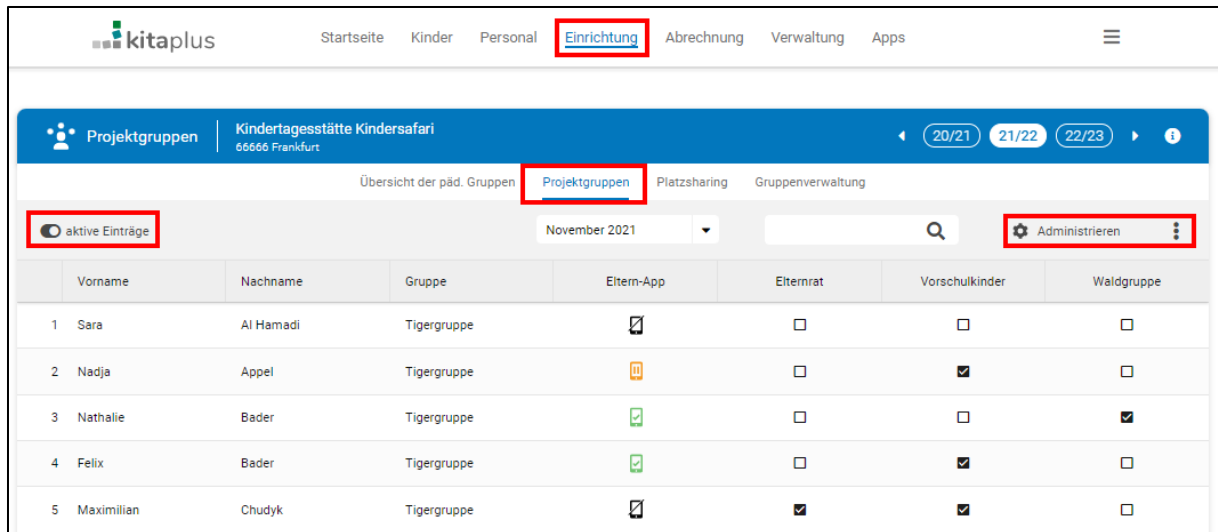 kitaplus Startseite Kinder Personal Einrichtung Abrechnung Verwaltung Apps
Projektgruppen Kindertagesstätte Kindersafari 20/21 21/22 22/23
66666 Frankfurt
Übersicht der päd. Gruppen Projektgruppen Platzsharing Gruppenverwaltung
aktive Einträge November 2021 Administrieren
Vorname Nachname Gruppe Eltern-App Elternrat Vorschulkinder Waldgruppe
1 Sara Al Hamadi Tigergruppe
2 Nadja Appel Tigergruppe
3 Nathalie Bader Tigergruppe
4 Felix Bader Tigergruppe
5 Maximilian Chudyk Tigergruppe